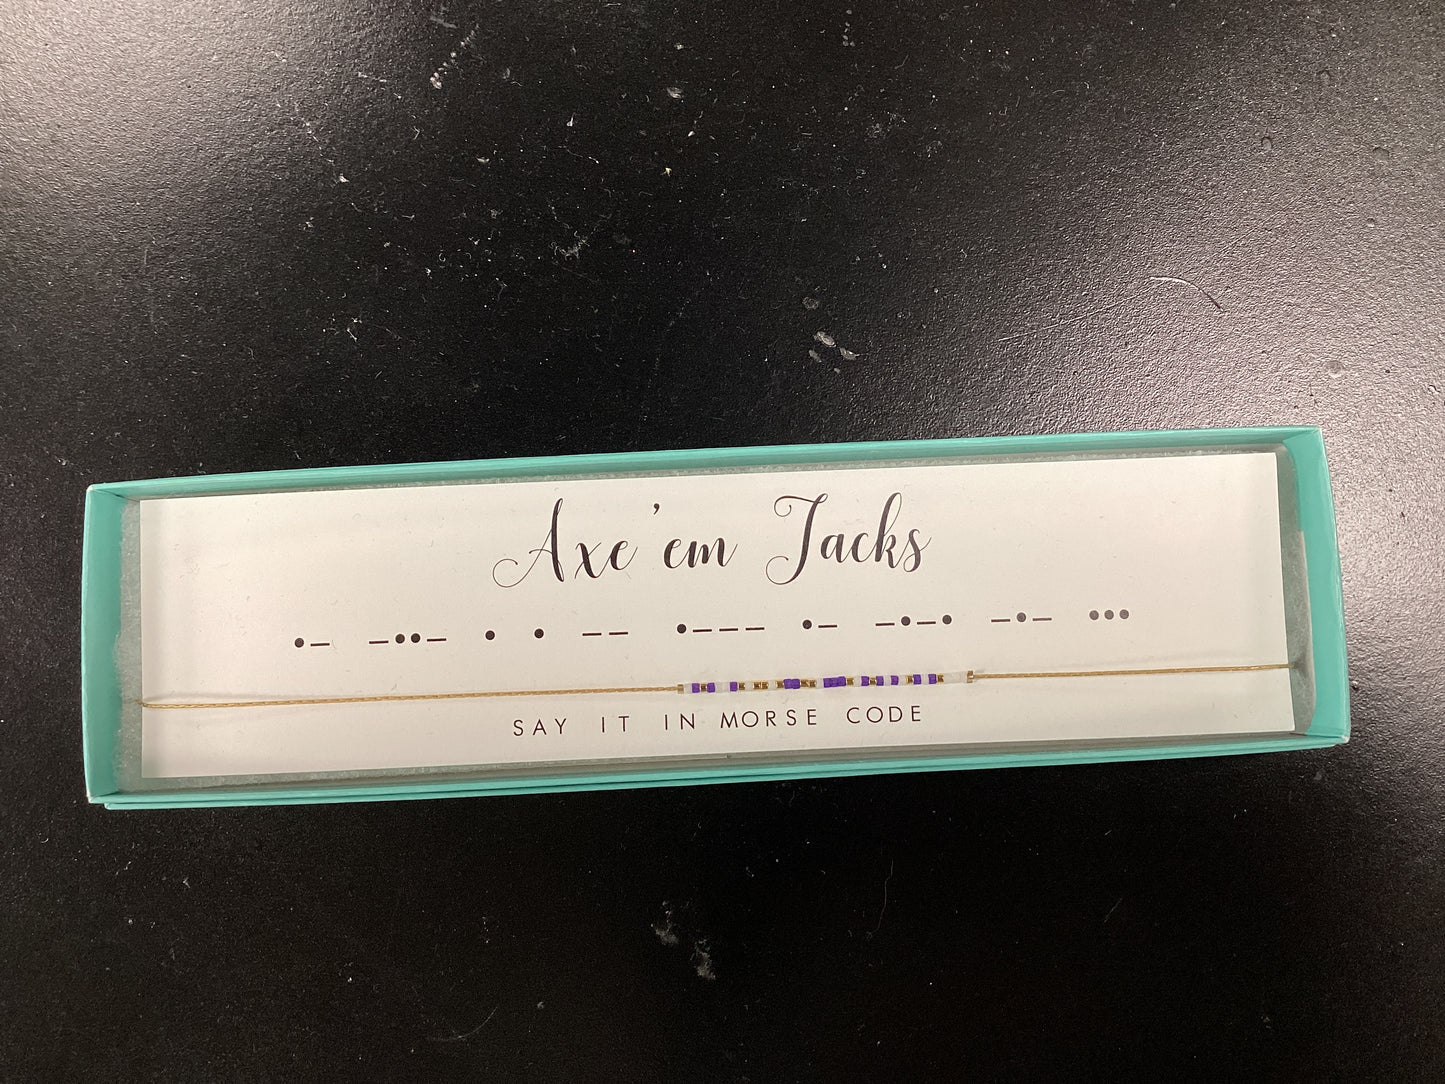 Axe'em Jacks
•— —••— • • —— •——— •— —•—• —•— •••
SAY IT IN MORSE CODE